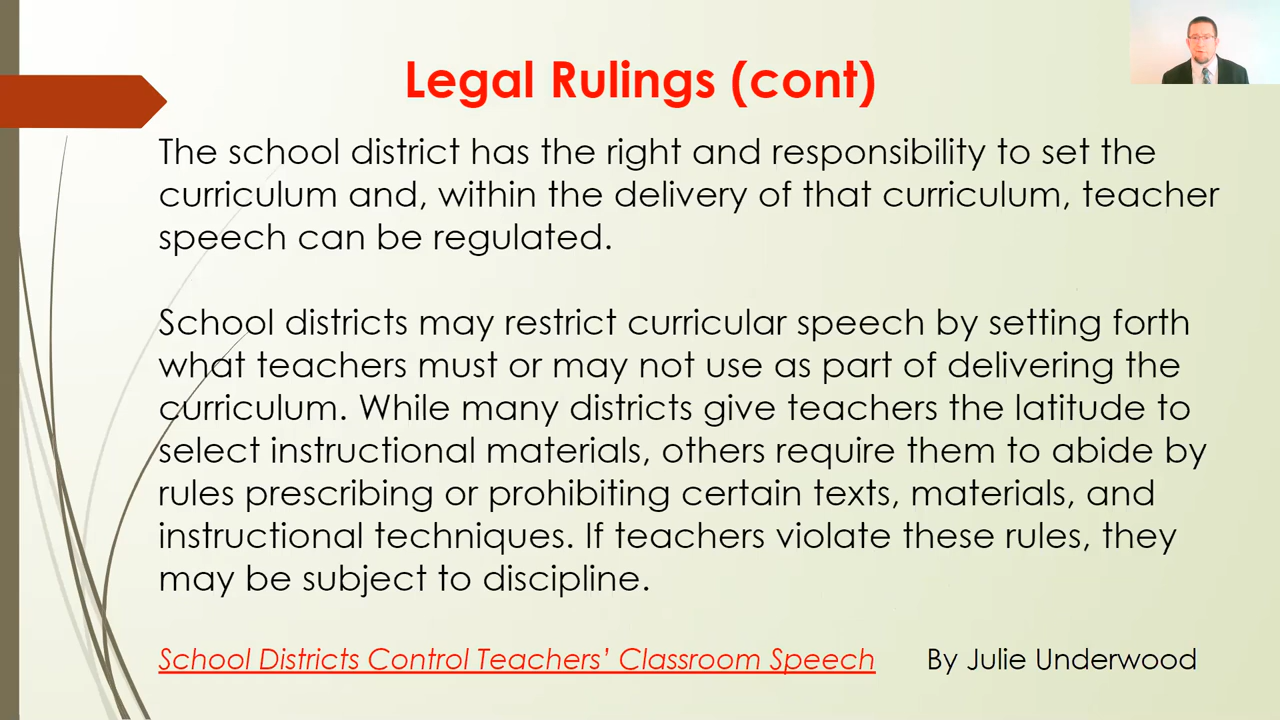 Legal Rulings (cont)
The school district has the right and responsibility to set the
curriculum and, within the delivery of that curriculum, teacher
speech can be regulated.
School districts may restrict curricular speech by setting forth
what teachers must or may not use as part of delivering the
curriculum. While many districts give teachers the latitude to
select instructional materials, others require them to abide by
rules prescribing or prohibiting certain texts, materials, and
instructional techniques. If teachers violate these rules, they
may be subject to discipline.
School Districts Control Teachers’ Classroom Speech By Julie Underwood